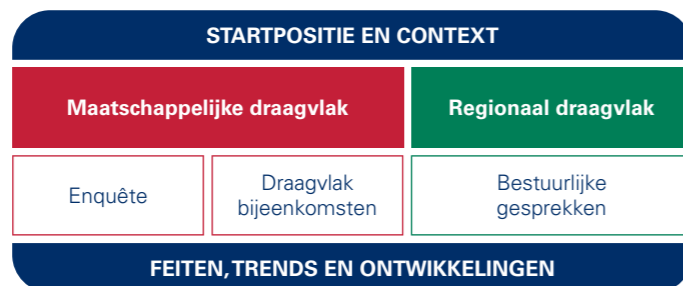 STARTPOSITIE EN CONTEXT
Maatschappelijke draagvlak
Regionaal draagvlak
Enquête
Draagvlak
bijeenkomsten
Bestuurlijke
gesprekken
FEITEN, TRENDS EN ONTWIKKELINGEN